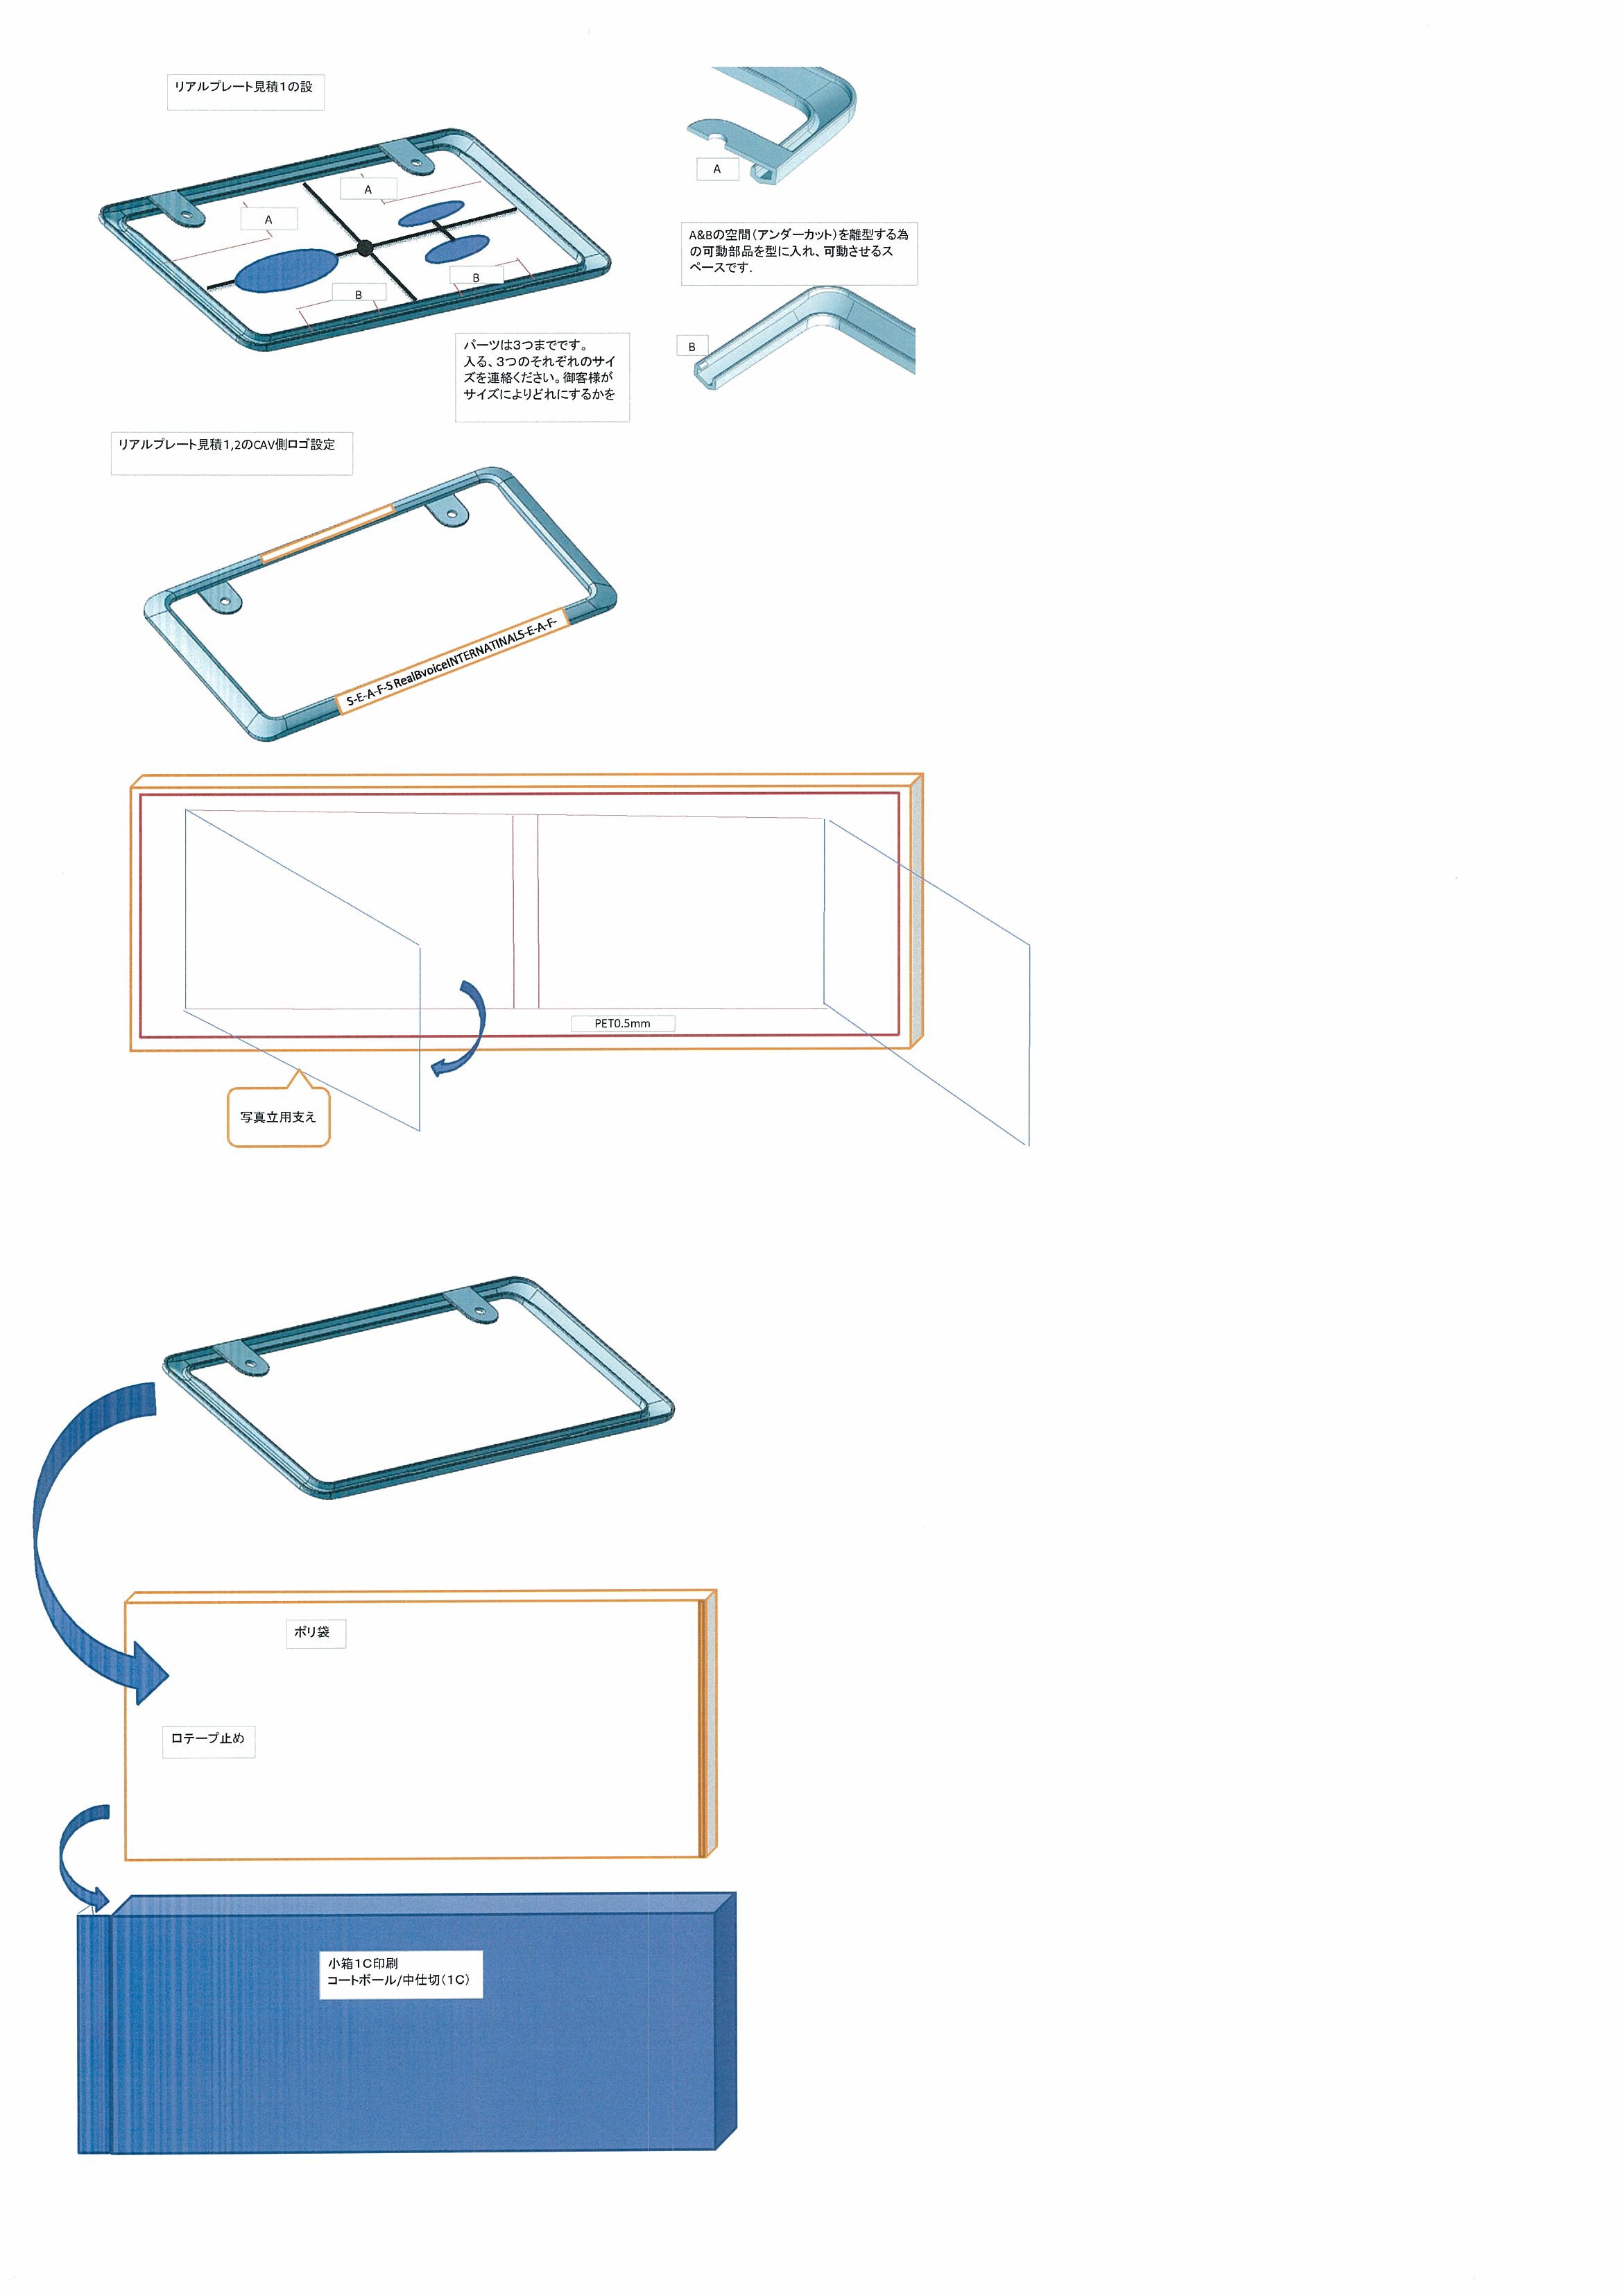 リアルプレート見積１の設
A
A
A
B
B
A&Bの空間（アンダーカット）を離型する為
の可動部品を型に入れ、可動させるス
ペースです.
B
パーツは３つまでです。
入る、３つのそれぞれのサイ
ズを連絡ください。御客様が
サイズによりどれにするかを
リアルプレート見積1,2のCAV側ロゴ設定
S-E-A-F-S RealBvoiceINTERNATINALS-E-A-F-
PET0.5mm
写真立用支え
ポリ袋
ロテープ止め
小箱１C印刷
コートボール/中仕切（１C）